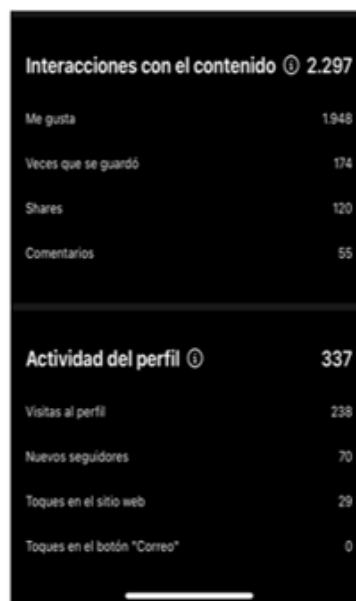 Interacciones con el contenido ⓘ 2.297
Me gusta 1.948
Veces que se guardó 174
Shares 120
Comentarios 55
Actividad del perfil ⓘ 337
Visitas al perfil 238
Nuevos seguidores 70
Toques en el sitio web 29
Toques en el botón "Correo" 0